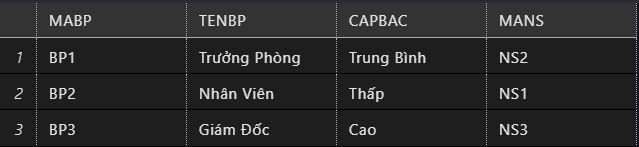 MABP TENBP CAPBAC MANS
1 BP1 Trưởng Phòng Trung Bình NS2
2 BP2 Nhân Viên Thấp NS1
3 BP3 Giám Đốc Cao NS3